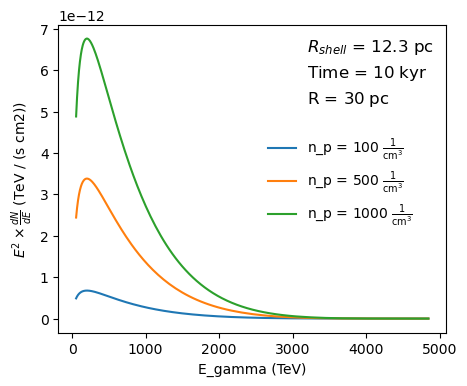 1e−12
7
6
5
4
3
2
1
0
0 1000 2000 3000 4000 5000
E_gamma (TeV)
E² × dN/dE (TeV / (s cm2))
R_shell = 12.3 pc
Time = 10 kyr
R = 30 pc
n_p = 100 1/cm³
n_p = 500 1/cm³
n_p = 1000 1/cm³